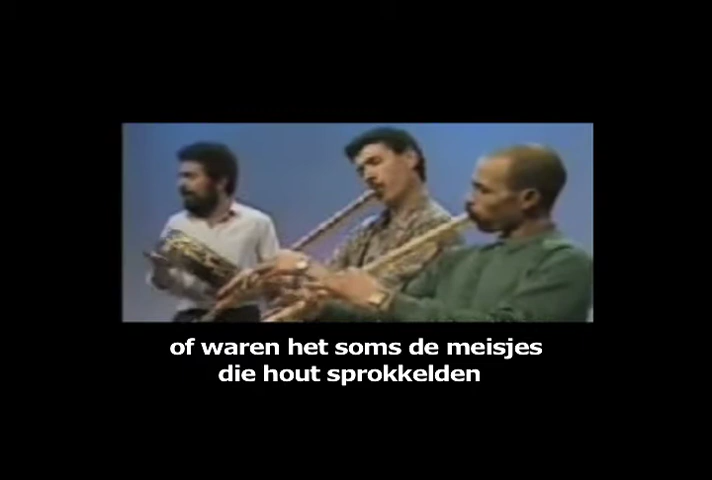 of waren het soms de meisjes
die hout sprokkelden